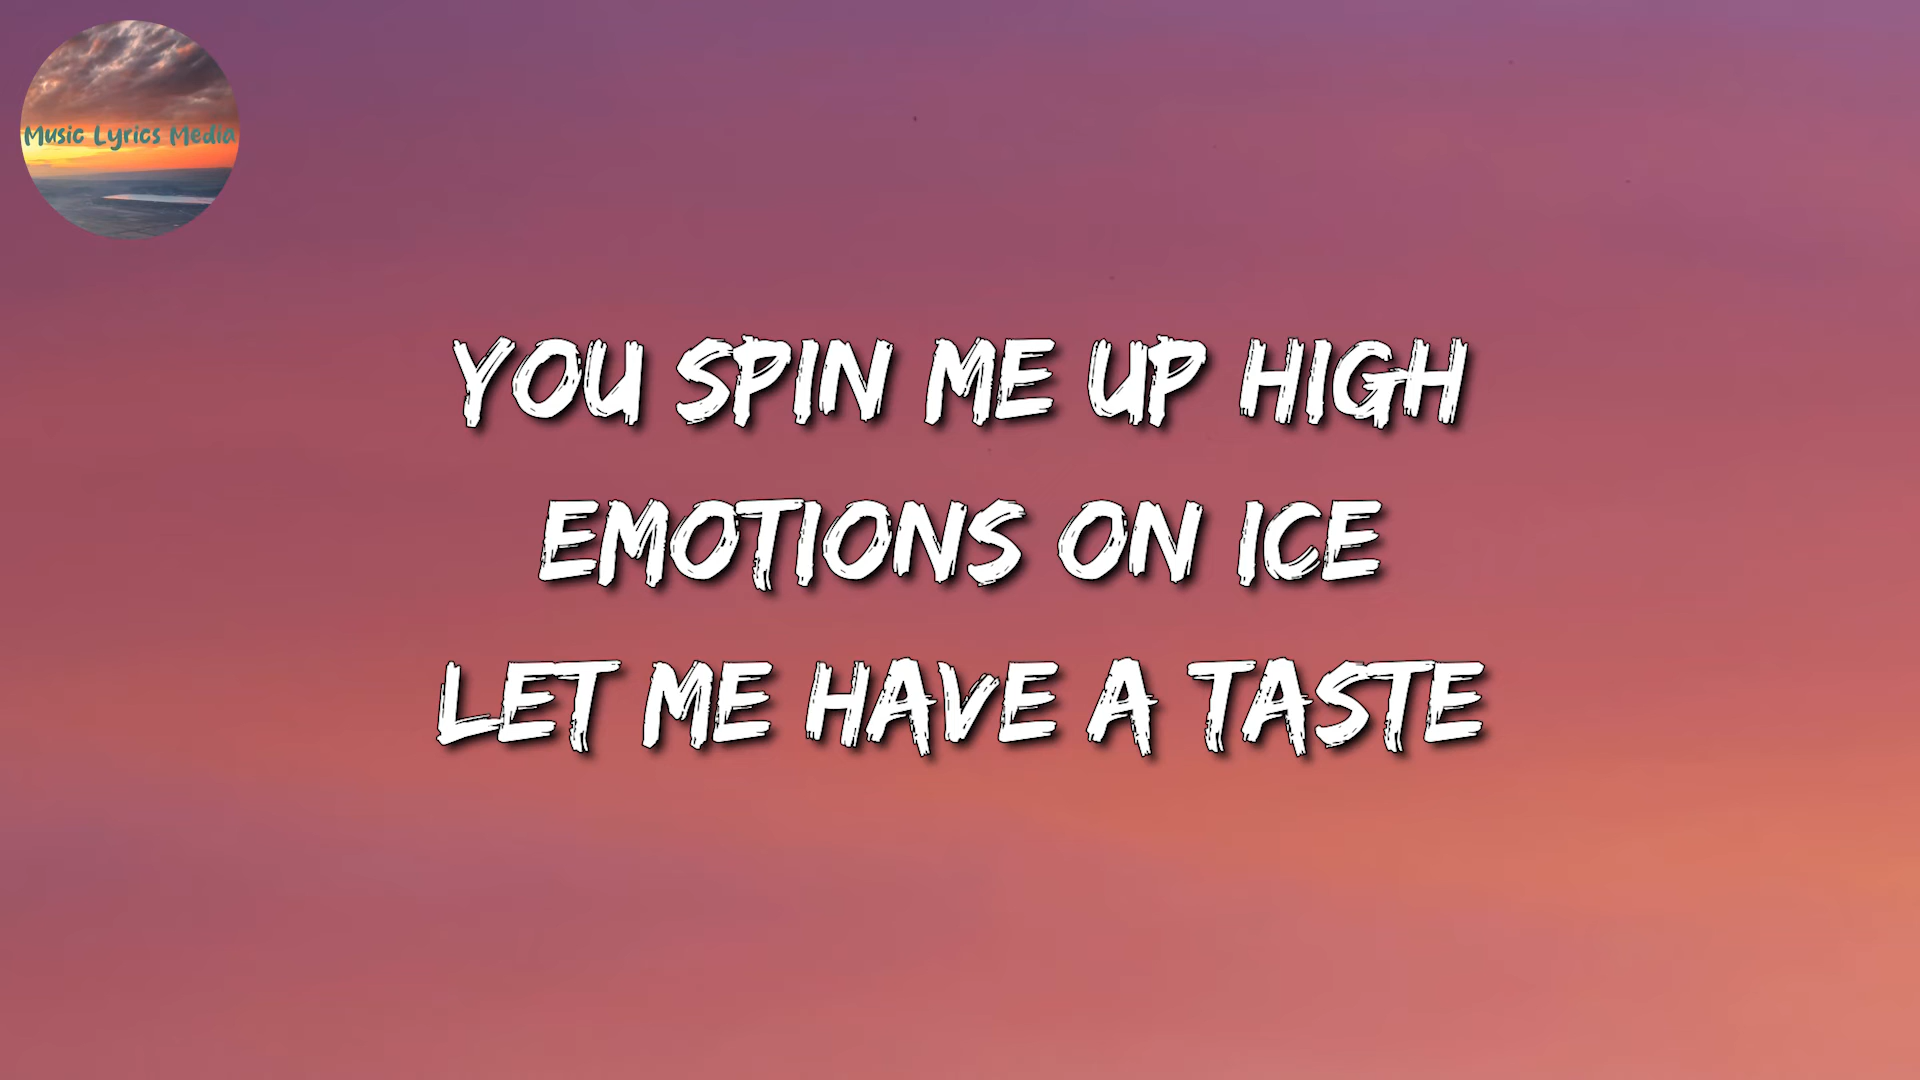 Music Lyrics Media
YOU SPIN ME UP HIGH
EMOTIONS ON ICE
LET ME HAVE A TASTE